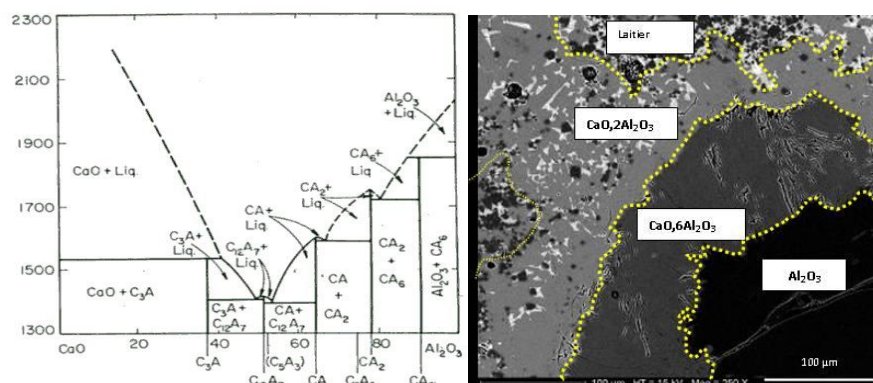 2300
2100
1900
1700
1500
1300
Al₂O₃
+ Liq.
CaO + Liq.
CA₆+
Liq
CA₂+
Liq.
CA+
Liq.
C₃A+
Liq.
C₁₂A₇+
Liq.
CaO + C₃A
C₃A+
C₁₂A₇
CA+
C₁₂A₇
CA
+
CA₂
CA₂
+
CA₆
Al₂O₃ + CA₆
CaO
20
40
60
80
Al₂O₃
C₃A
(C₅A₃)
CA
CA₂
Laitier
CaO,2Al₂O₃
CaO,6Al₂O₃
Al₂O₃
100 µm